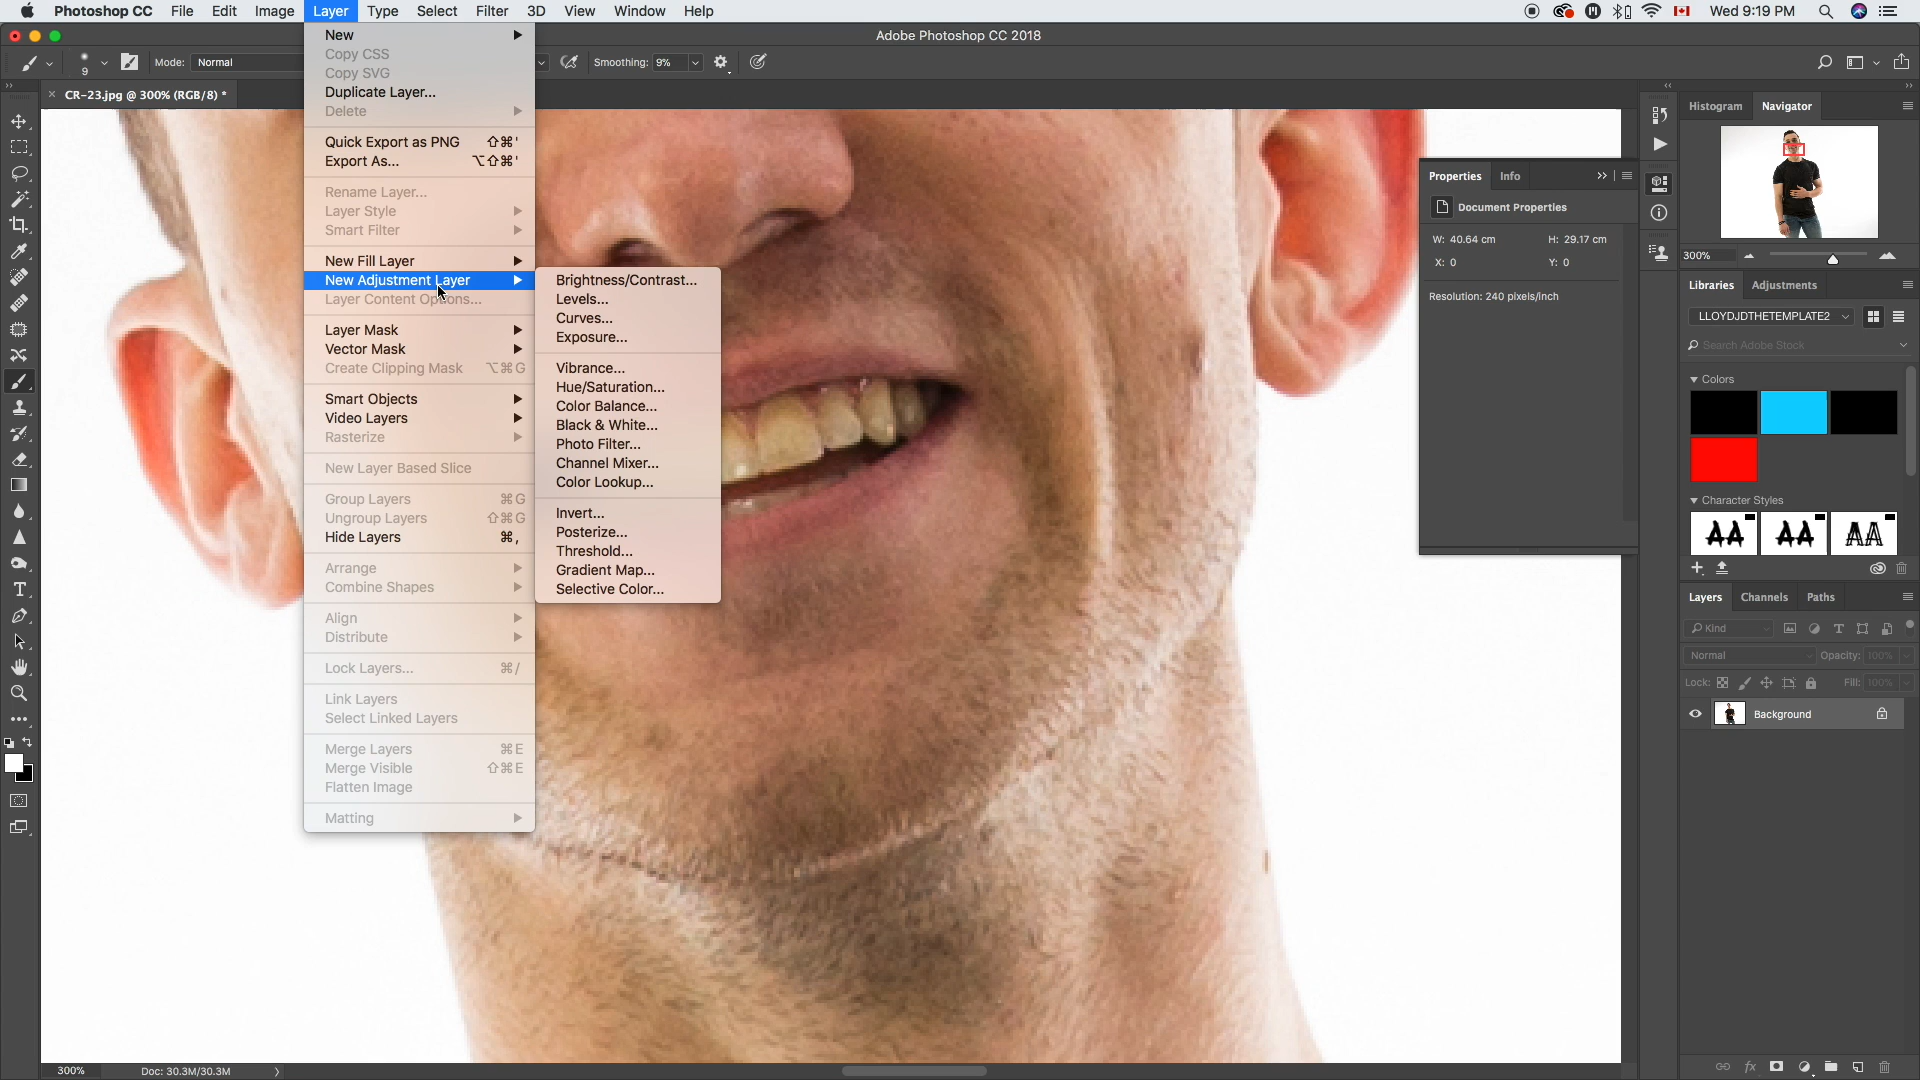 Photoshop CC File Edit Image Layer Type Select Filter 3D View Window Help Wed 9:19 PM
Adobe Photoshop CC 2018
9 Mode: Normal Smoothing: 9%
CR-23.jpg @ 300% (RGB/8) *
New
Copy CSS
Copy SVG
Duplicate Layer...
Delete
Quick Export as PNG ⇧⌘'
Export As... ⌥⇧⌘'
Rename Layer...
Layer Style
Smart Filter
New Fill Layer
New Adjustment Layer
Layer Content Options...
Layer Mask
Vector Mask
Create Clipping Mask ⌥⌘G
Smart Objects
Video Layers
Rasterize
New Layer Based Slice
Group Layers ⌘G
Ungroup Layers ⇧⌘G
Hide Layers ⌘,
Arrange
Combine Shapes
Align
Distribute
Lock Layers... ⌘/
Link Layers
Select Linked Layers
Merge Layers ⌘E
Merge Visible ⇧⌘E
Flatten Image
Matting
Brightness/Contrast...
Levels...
Curves...
Exposure...
Vibrance...
Hue/Saturation...
Color Balance...
Black & White...
Photo Filter...
Channel Mixer...
Color Lookup...
Invert...
Posterize...
Threshold...
Gradient Map...
Selective Color...
Properties Info
Document Properties
W: 40.64 cm H: 29.17 cm
X: 0 Y: 0
Resolution: 240 pixels/inch
Histogram Navigator
300%
Libraries Adjustments
LLOYDJDTHETEMPLATE2
Search Adobe Stock
Colors
Character Styles
AA AA AA
Layers Channels Paths
Kind
Normal Opacity: 100%
Lock: Fill: 100%
Background
300% Doc: 30.3M/30.3M